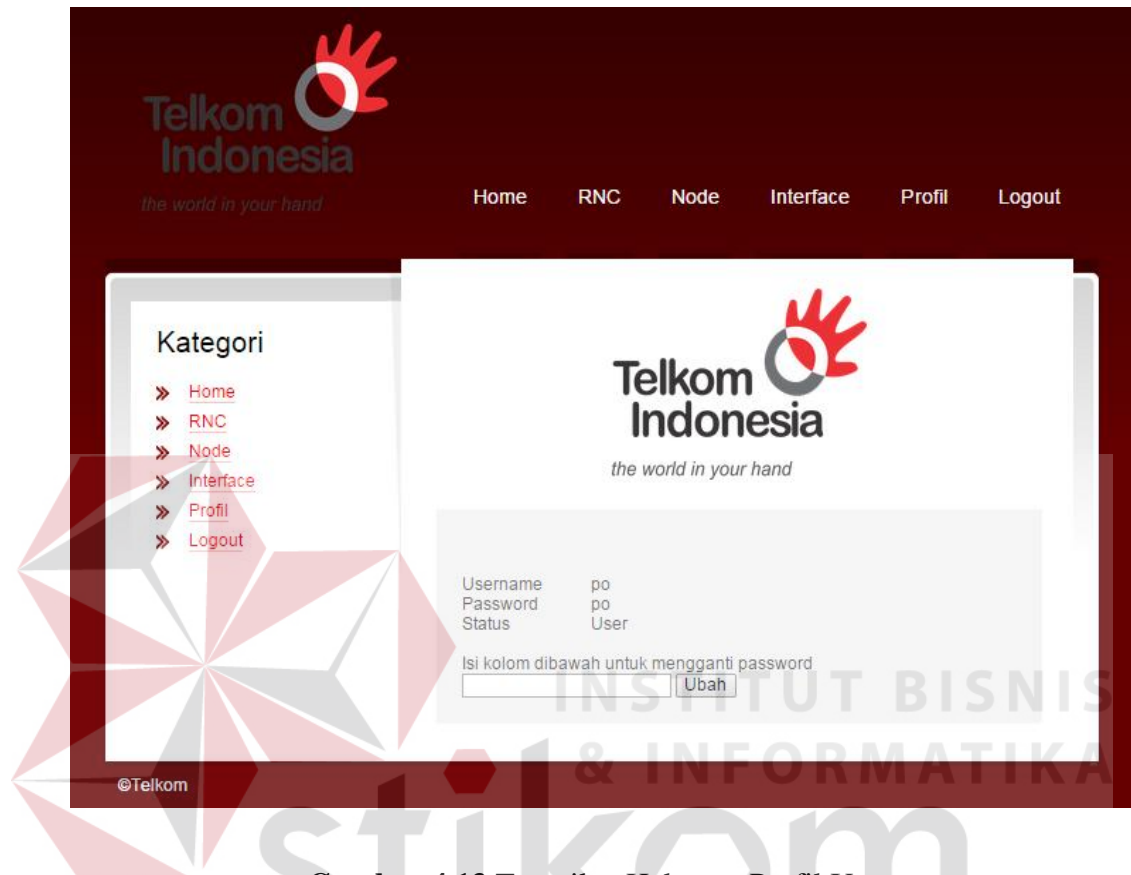 Telkom
Indonesia
the world in your hand
Home RNC Node Interface Profil Logout
Kategori
Home
RNC
Node
Interface
Profil
Logout
Telkom
Indonesia
the world in your hand
Username po
Password po
Status User
Isi kolom dibawah untuk mengganti password
Ubah
INSTITUT BISNIS
& INFORMATIKA
©Telkom
stikom